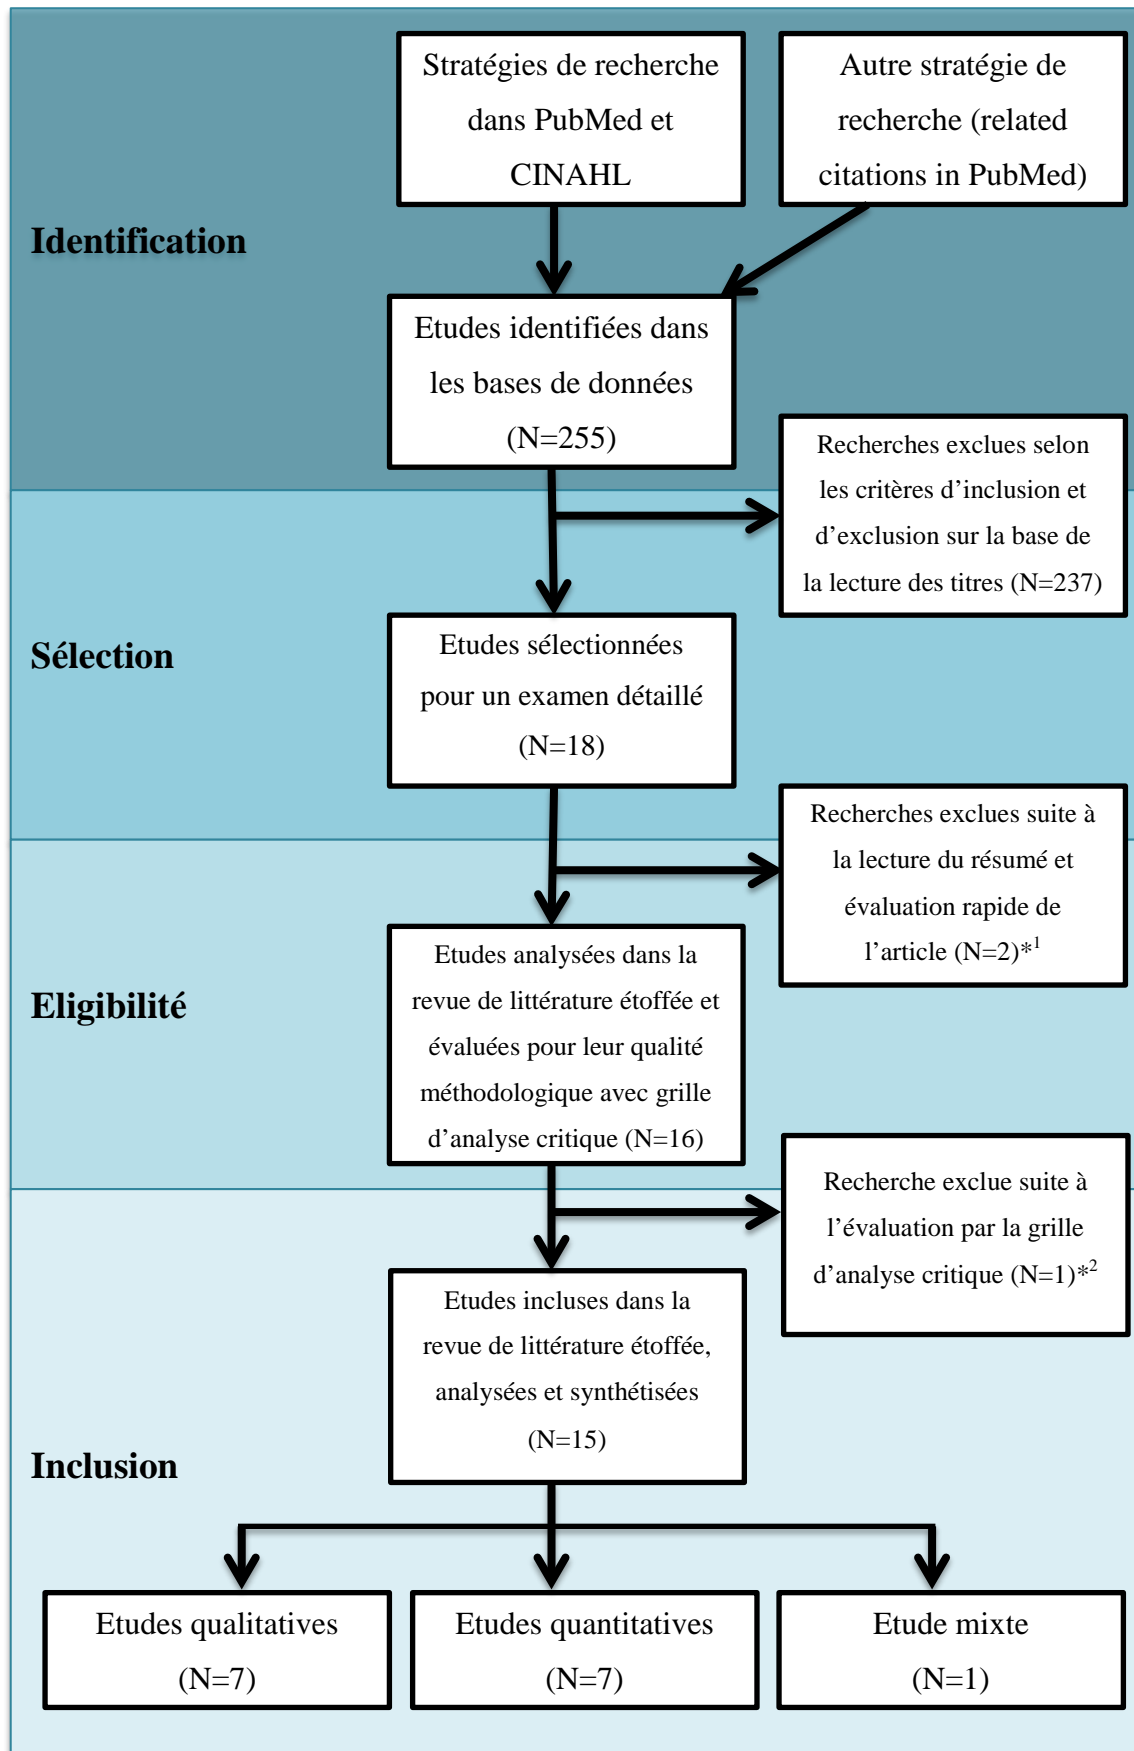 Stratégies de recherche
dans PubMed et
CINAHL
Autre stratégie de
recherche (related
citations in PubMed)
Identification
Etudes identifiées dans
les bases de données
(N=255)
Recherches exclues selon
les critères d’inclusion et
d’exclusion sur la base de
la lecture des titres (N=237)
Sélection
Etudes sélectionnées
pour un examen détaillé
(N=18)
Recherches exclues suite à
la lecture du résumé et
évaluation rapide de
l’article (N=2)*¹
Eligibilité
Etudes analysées dans la
revue de littérature étoffée et
évaluées pour leur qualité
méthodologique avec grille
d’analyse critique (N=16)
Recherche exclue suite à
l’évaluation par la grille
d’analyse critique (N=1)*²
Inclusion
Etudes incluses dans la
revue de littérature étoffée,
analysées et synthétisées
(N=15)
Etudes qualitatives
(N=7)
Etudes quantitatives
(N=7)
Etude mixte
(N=1)